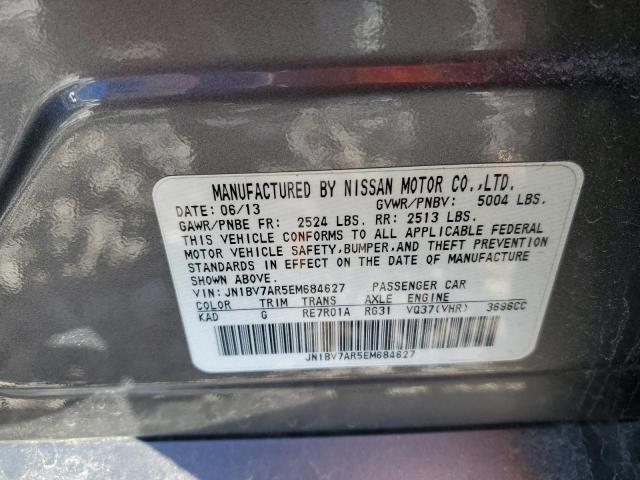 MANUFACTURED BY NISSAN MOTOR CO.,LTD.
DATE: 06/13 GVWR/PNBV: 5004 LBS.
GAWR/PNBE FR: 2524 LBS. RR: 2513 LBS.
THIS VEHICLE CONFORMS TO ALL APPLICABLE FEDERAL
MOTOR VEHICLE SAFETY, BUMPER, AND THEFT PREVENTION
STANDARDS IN EFFECT ON THE DATE OF MANUFACTURE
SHOWN ABOVE.
VIN: JN1BV7AR5EM684627 PASSENGER CAR
COLOR TRIM TRANS AXLE ENGINE
KAD G RE7R01A RG31 VQ37(VHR) 3696CC
JN1BV7AR5EM684627